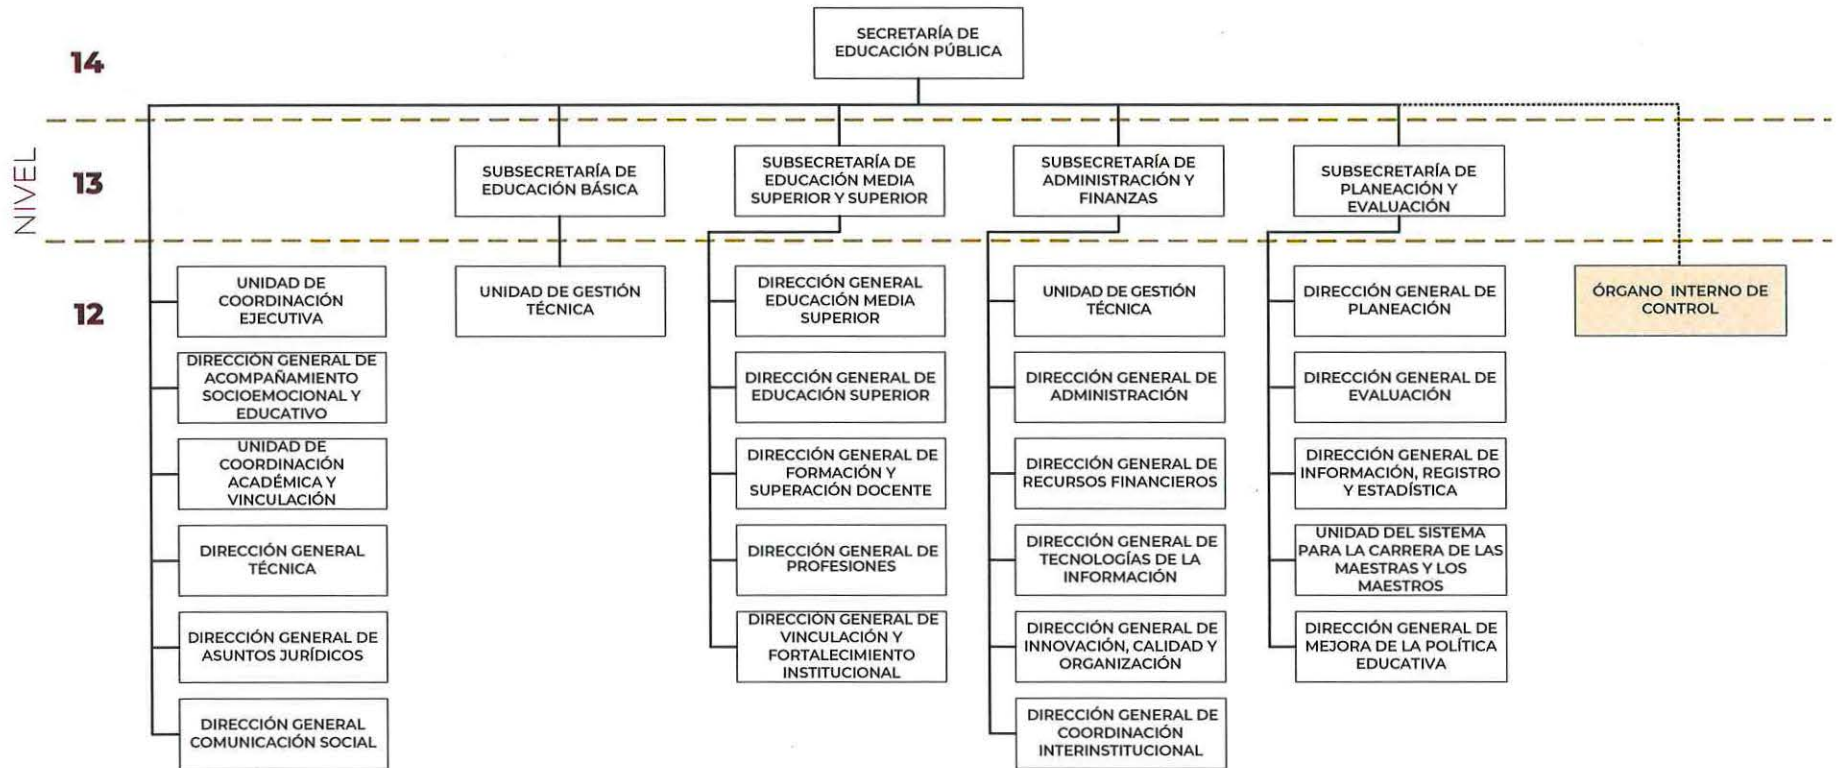 SECRETARÍA DE
EDUCACIÓN PÚBLICA
14
NIVEL
13
SUBSECRETARÍA DE
EDUCACIÓN BÁSICA
SUBSECRETARÍA DE
EDUCACIÓN MEDIA
SUPERIOR Y SUPERIOR
SUBSECRETARÍA DE
ADMINISTRACIÓN Y
FINANZAS
SUBSECRETARÍA DE
PLANEACIÓN Y
EVALUACIÓN
12
UNIDAD DE
COORDINACIÓN
EJECUTIVA
DIRECCIÓN GENERAL DE
ACOMPAÑAMIENTO
SOCIOEMOCIONAL Y
EDUCATIVO
UNIDAD DE
COORDINACIÓN
ACADÉMICA Y
VINCULACIÓN
DIRECCIÓN GENERAL
TÉCNICA
DIRECCIÓN GENERAL DE
ASUNTOS JURÍDICOS
DIRECCIÓN GENERAL
COMUNICACIÓN SOCIAL
UNIDAD DE GESTIÓN
TÉCNICA
DIRECCIÓN GENERAL
EDUCACIÓN MEDIA
SUPERIOR
DIRECCIÓN GENERAL DE
EDUCACIÓN SUPERIOR
DIRECCIÓN GENERAL DE
FORMACIÓN Y
SUPERACIÓN DOCENTE
DIRECCIÓN GENERAL DE
PROFESIONES
DIRECCIÓN GENERAL DE
VINCULACIÓN Y
FORTALECIMIENTO
INSTITUCIONAL
UNIDAD DE GESTIÓN
TÉCNICA
DIRECCIÓN GENERAL DE
ADMINISTRACIÓN
DIRECCIÓN GENERAL DE
RECURSOS FINANCIEROS
DIRECCIÓN GENERAL DE
TECNOLOGÍAS DE LA
INFORMACIÓN
DIRECCIÓN GENERAL DE
INNOVACIÓN, CALIDAD Y
ORGANIZACIÓN
DIRECCIÓN GENERAL DE
COORDINACIÓN
INTERINSTITUCIONAL
DIRECCIÓN GENERAL DE
PLANEACIÓN
DIRECCIÓN GENERAL DE
EVALUACIÓN
DIRECCIÓN GENERAL DE
INFORMACIÓN, REGISTRO
Y ESTADÍSTICA
UNIDAD DEL SISTEMA
PARA LA CARRERA DE LAS
MAESTRAS Y LOS
MAESTROS
DIRECCIÓN GENERAL DE
MEJORA DE LA POLÍTICA
EDUCATIVA
ÓRGANO INTERNO DE
CONTROL